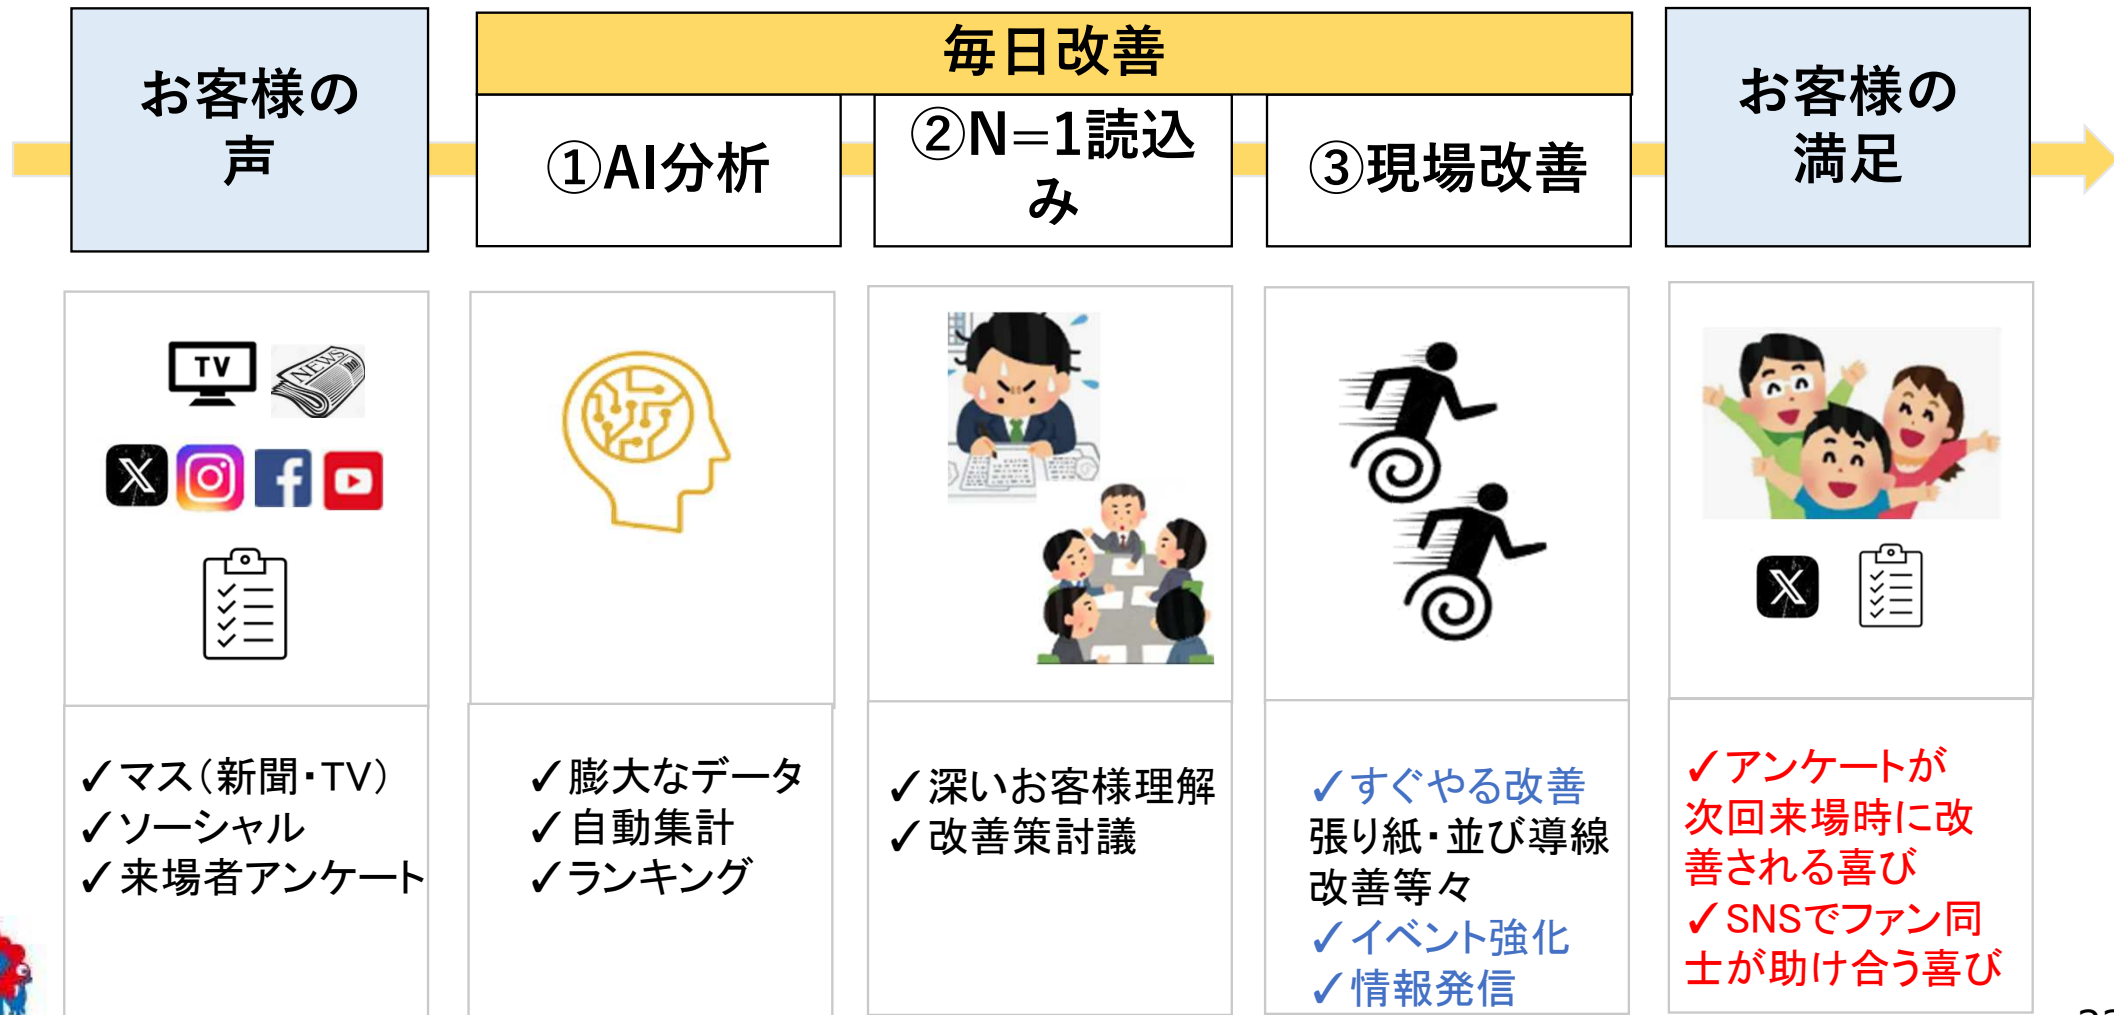 お客様の
声
毎日改善
①AI分析
②N=1読込
み
③現場改善
お客様の
満足
TV
NEWS
✓マス(新聞・TV)
✓ソーシャル
✓来場者アンケート
✓膨大なデータ
✓自動集計
✓ランキング
✓深いお客様理解
✓改善策討議
✓すぐやる改善
張り紙・並び導線
改善等々
✓イベント強化
✓情報発信
✓アンケートが
次回来場時に改
善される喜び
✓SNSでファン同
士が助け合う喜び